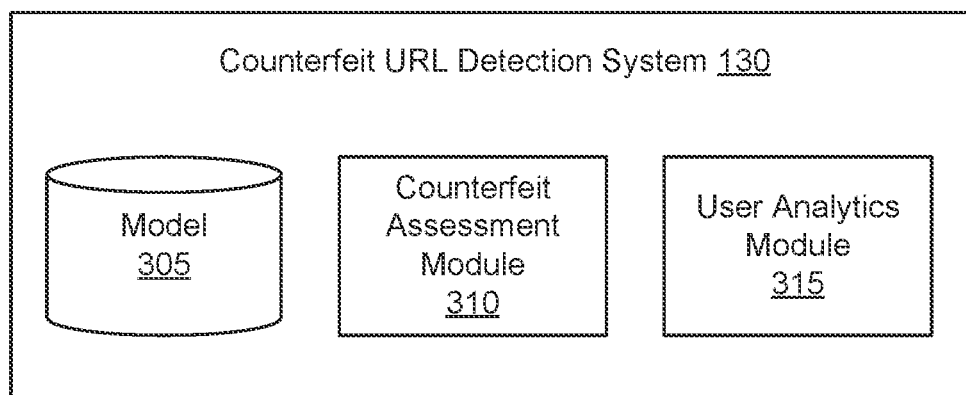 Counterfeit URL Detection System 130
Model
305
Counterfeit
Assessment
Module
310
User Analytics
Module
315